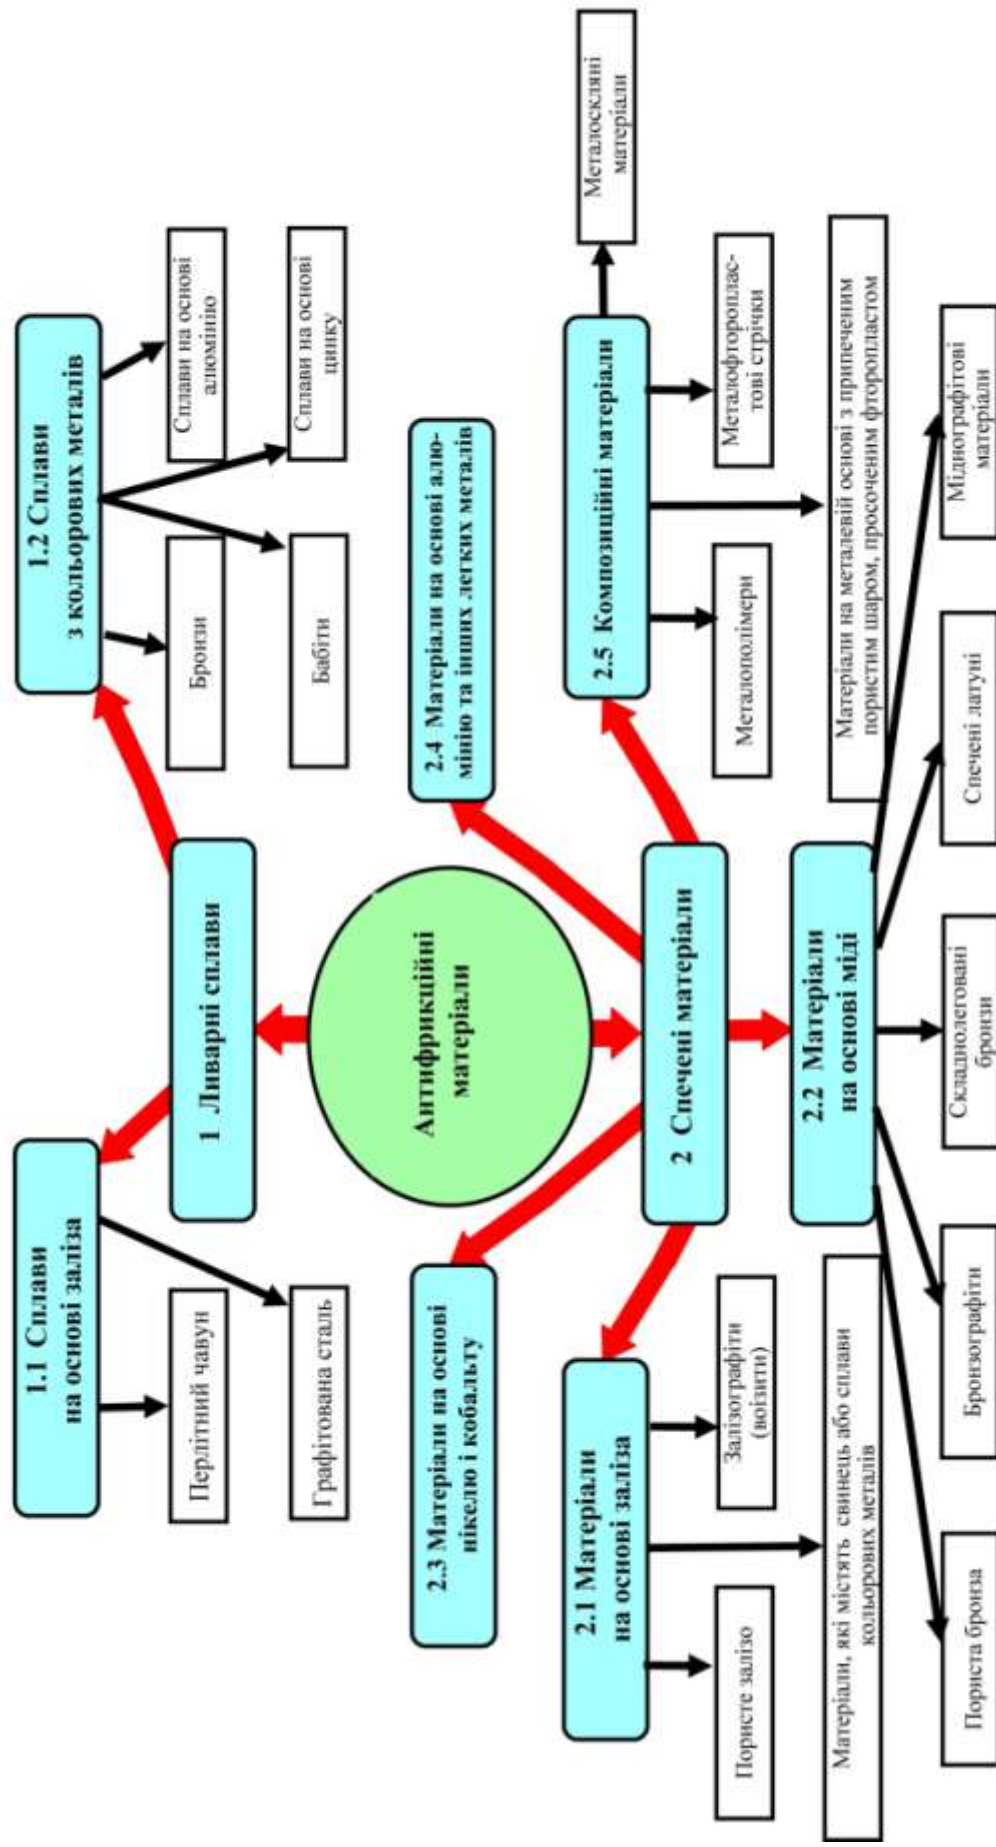 1.1 Сплави
на основі заліза
1.2 Сплави
з кольорових металів
Перлітний чавун
Графітована сталь
Бронзи
Сплави на основі
алюмінію
Бабіти
Сплави на основі
цинку
1 Ливарні сплави
Антифрикційні
матеріали
2.3 Матеріали на основі
нікелю і кобальту
2.4 Матеріали на основі алю-
мінію та інших легких металів
2.1 Матеріали
на основі заліза
2 Спечені матеріали
2.5 Композиційні матеріали
Металоскляні
матеріали
Пористе залізо
Залізографіти
(воізити)
Металополімери
Металофтороплас-
тові стрічки
Матеріали, які містять свинець або сплави
кольорових металів
2.2 Матеріали
на основі міді
Матеріали на металевій основі з припеченим
пористим шаром, просоченим фторопластом
Пориста бронза
Бронзографіти
Складнолеговані
бронзи
Спечені латуні
Міднографітові
матеріали